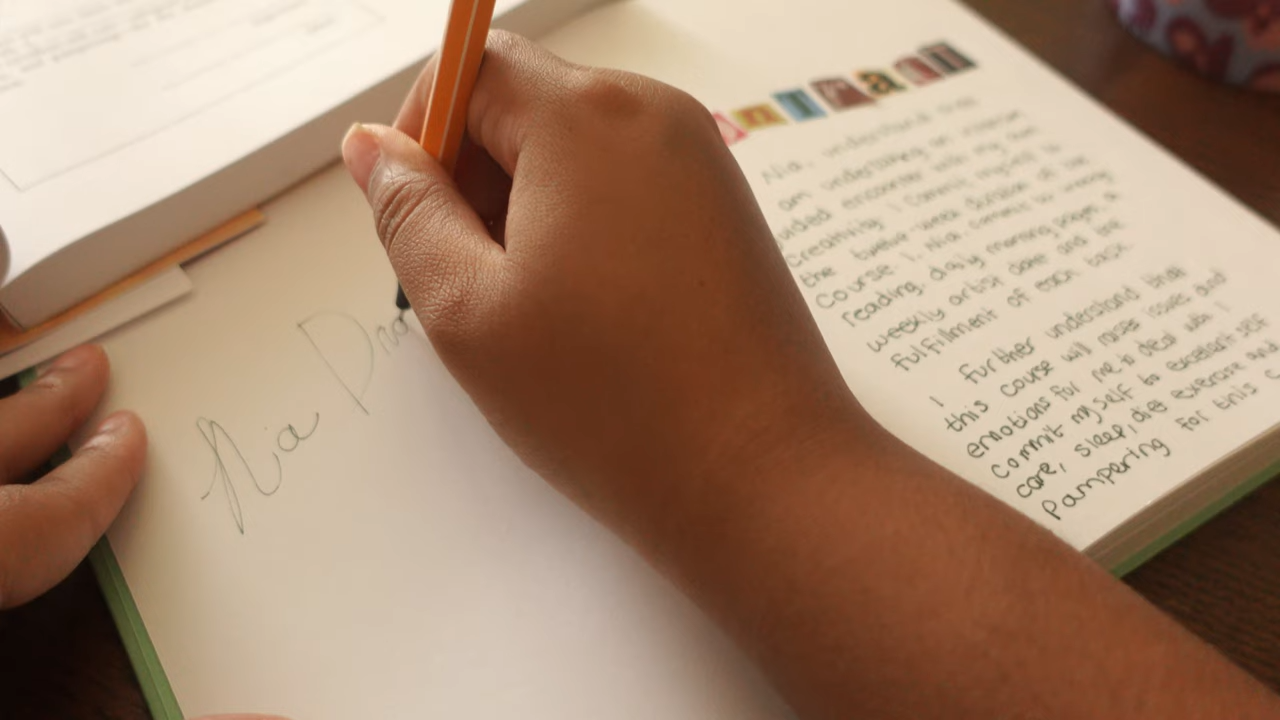 Nia D
ntract
Nia, understand that
am undertaking an intensive
uided encounter with my own
Creativity. I commit myself to
the twelve-week duration of the
course. I, Nia, commit to weekly
reading, daily morning pages a
weekly artist date and the
fulfillment of each task.
I further understand that
this course will raise issues and
emotions for me to deal with. I
commit myself to excellent self
care, sleep, diet, exercise and
Pampering for this c